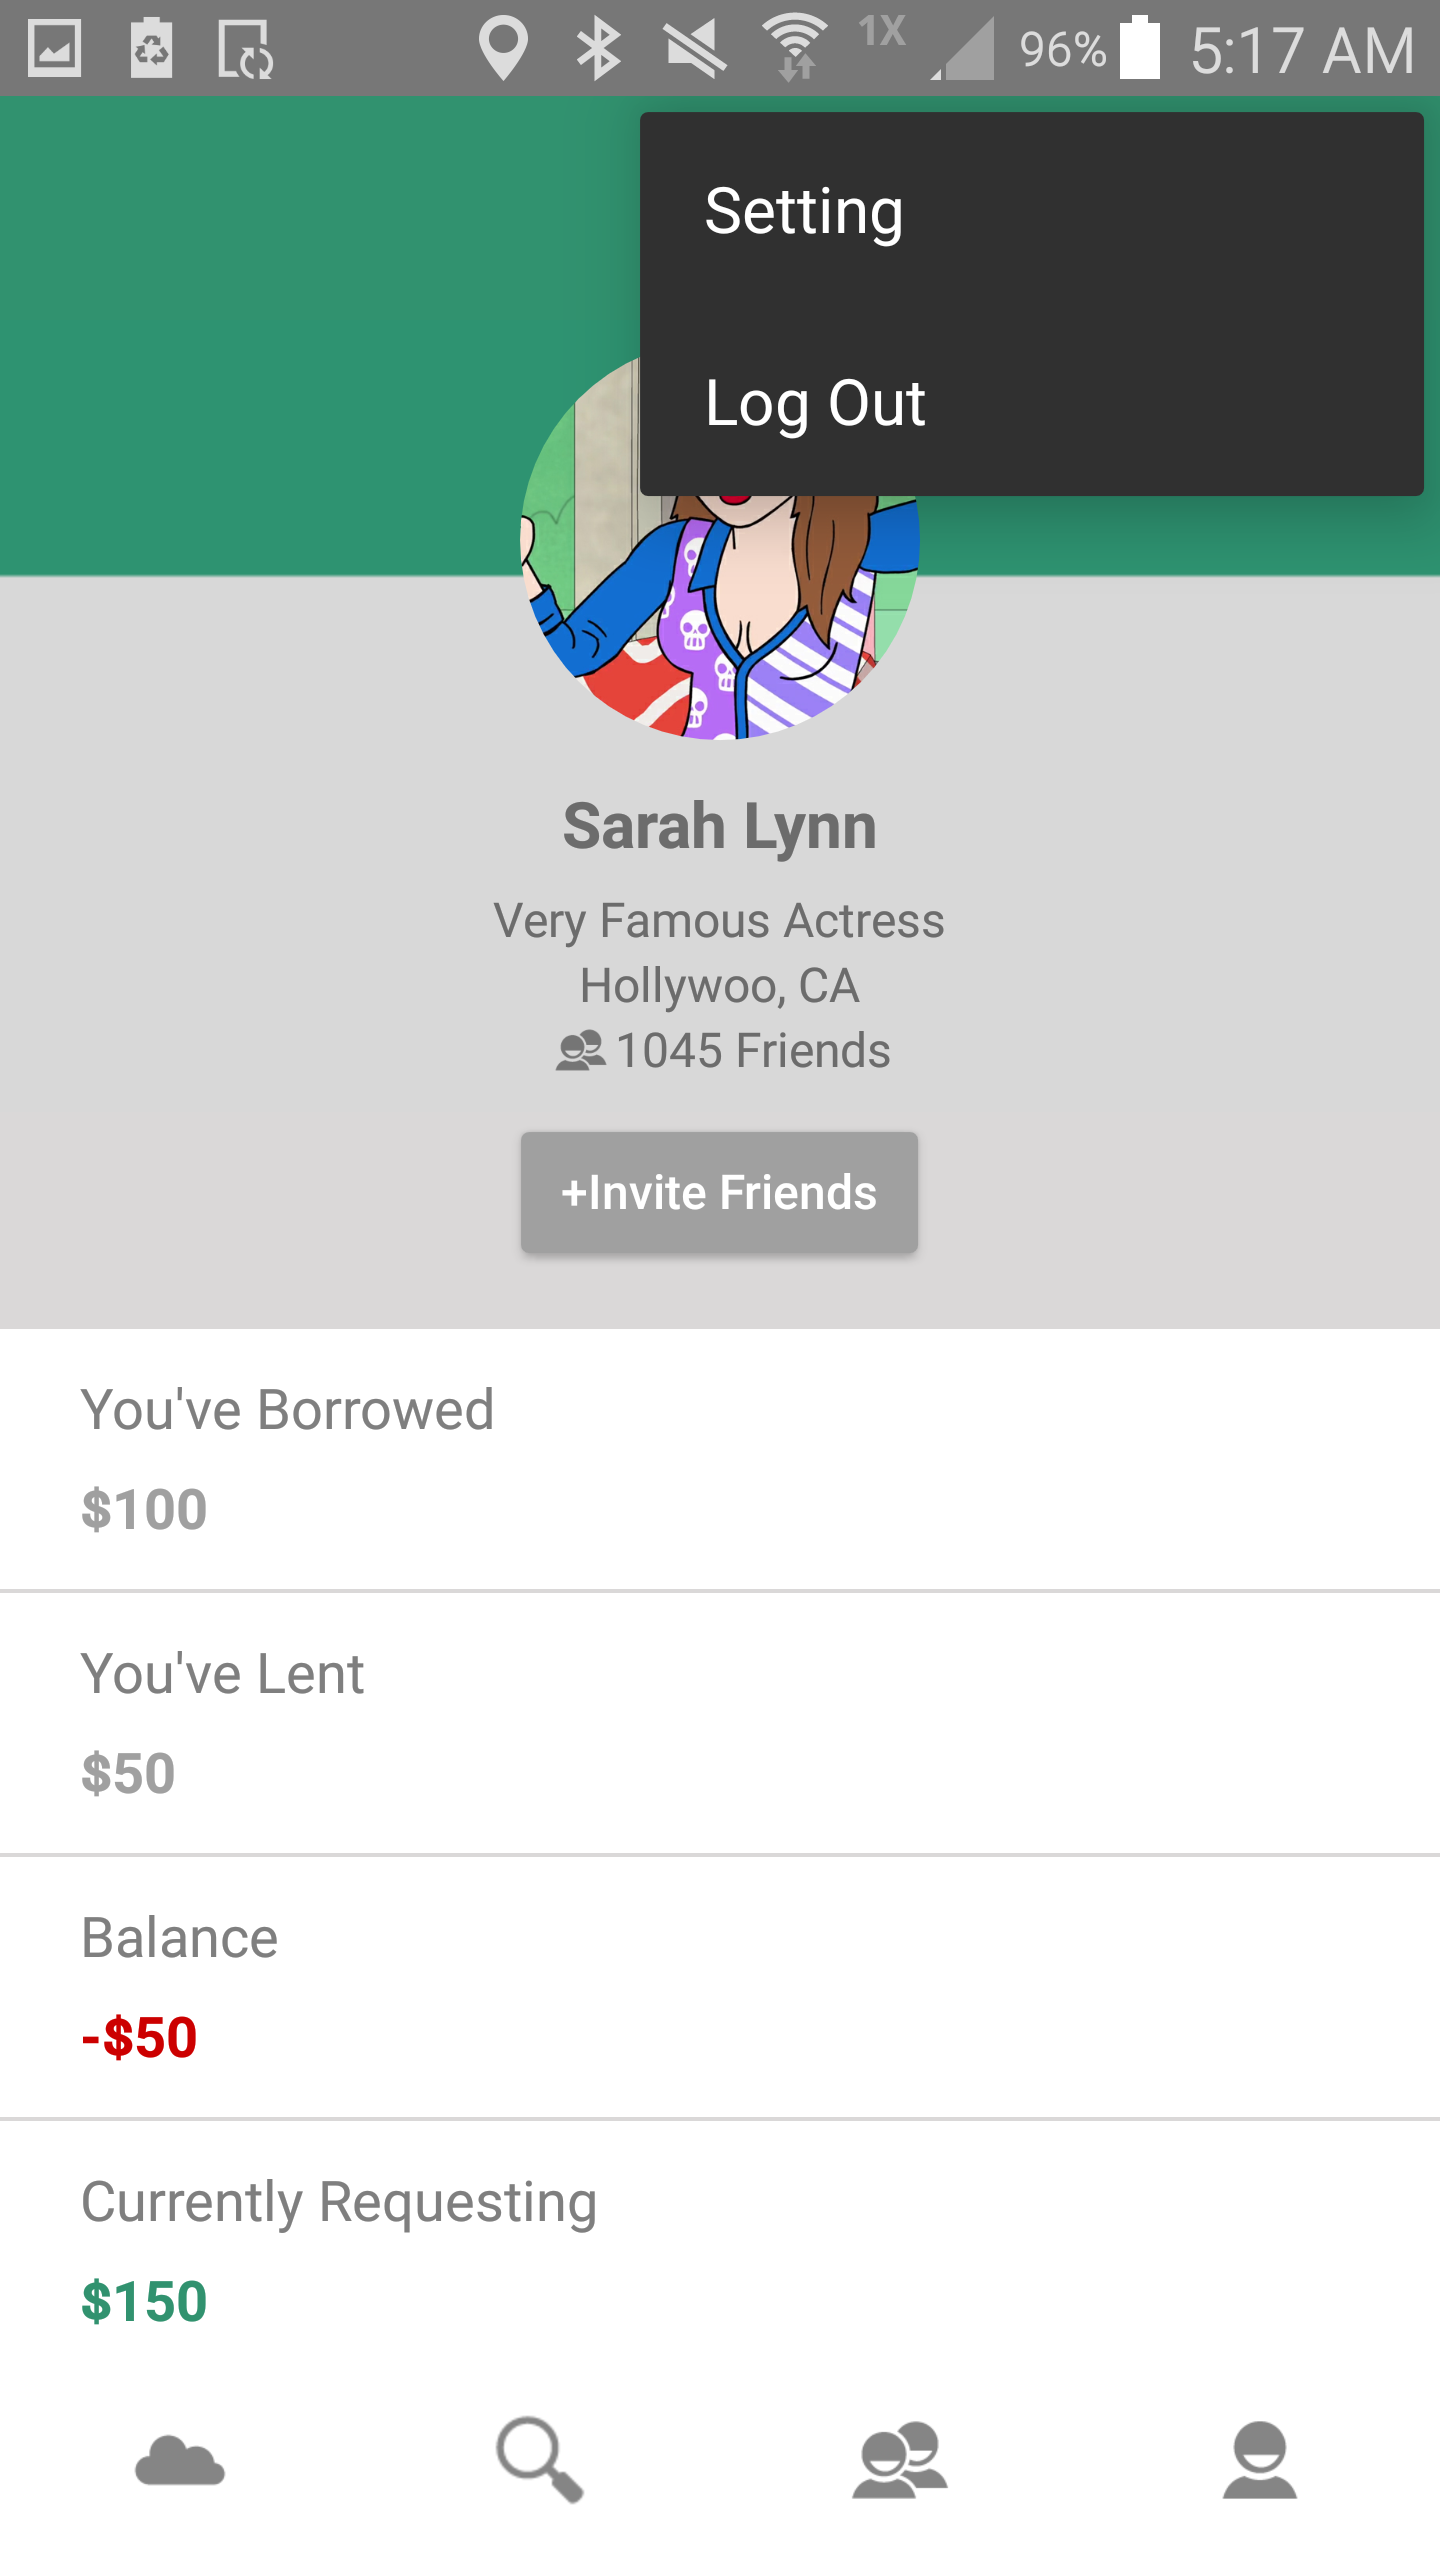 1X 96% 5:17 AM
Setting
Log Out
Sarah Lynn
Very Famous Actress
Hollywoo, CA
1045 Friends
+Invite Friends
You've Borrowed
$100
You've Lent
$50
Balance
-$50
Currently Requesting
$150